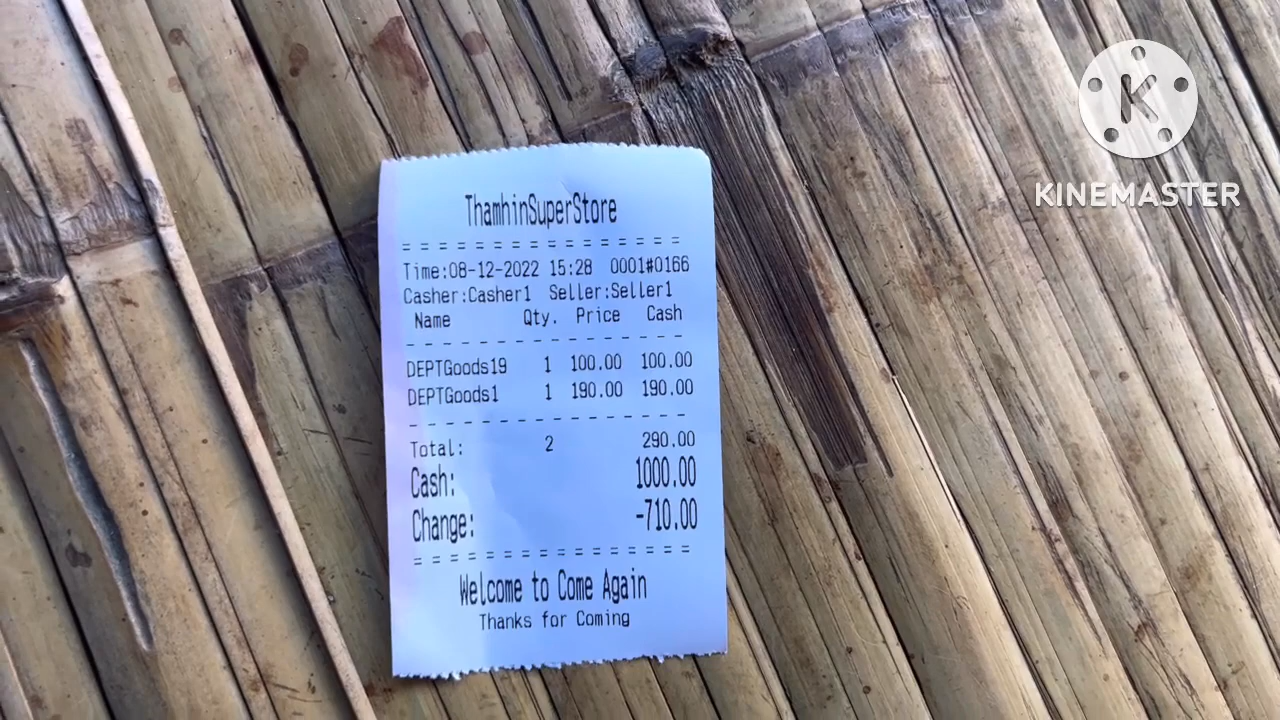 ThamhinSuperStore
= = = = = = = = = = = = = = = = =
Time:08-12-2022 15:28 0001#0166
Casher:Casher1 Seller:Seller1
Name Qty. Price Cash
- - - - - - - - - - - - - - - - -
DEPTGoods19 1 100.00 100.00
DEPTGoods1 1 190.00 190.00
- - - - - - - - - - - - - - - - -
Total: 2 290.00
Cash: 1000.00
Change: -710.00
= = = = = = = = = = = = = = = = =
Welcome to Come Again
Thanks for Coming
K
KINEMASTER